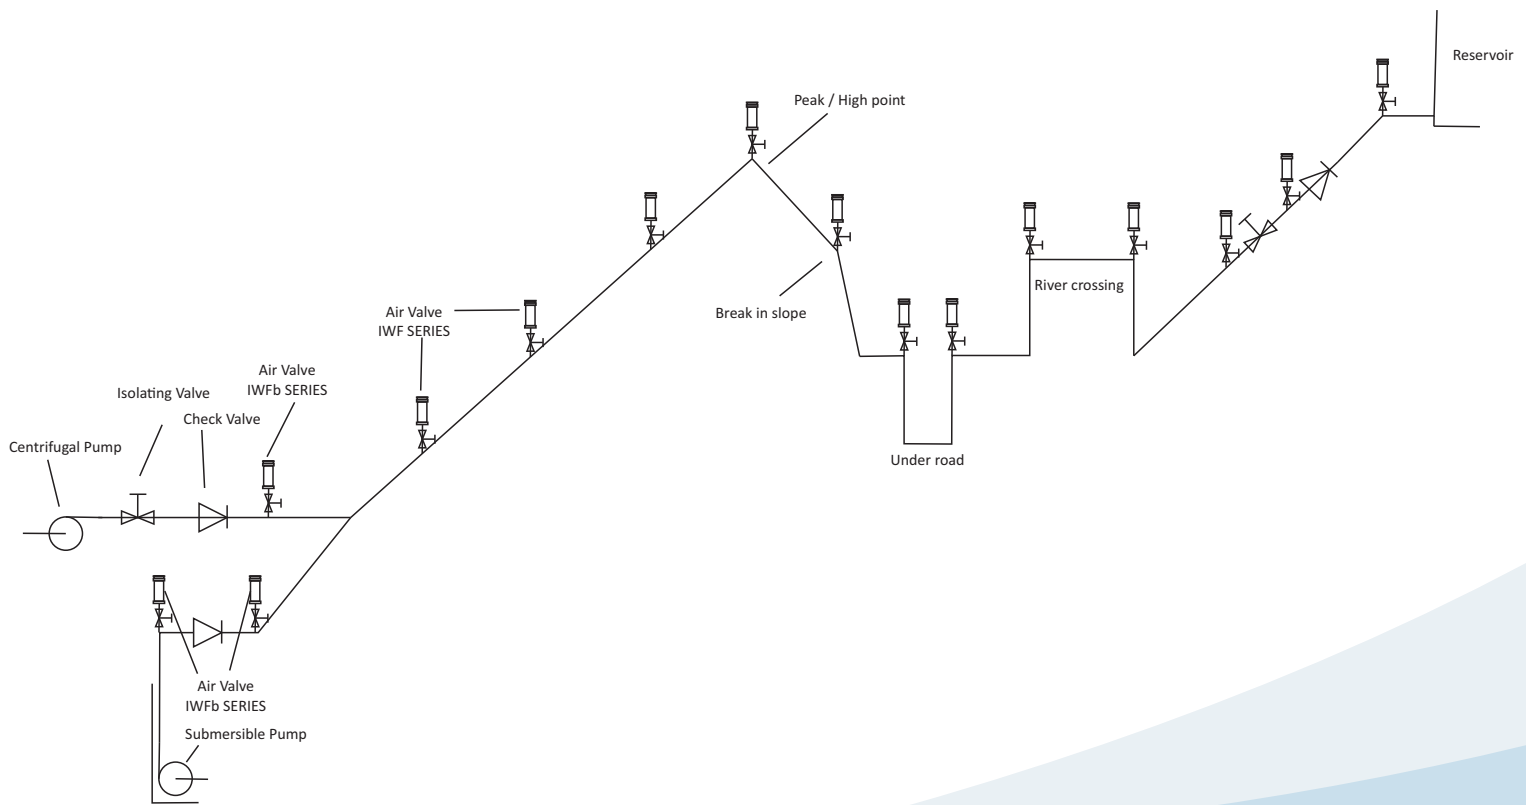 Reservoir
Peak / High point
River crossing
Break in slope
Air Valve
IWF SERIES
Air Valve
IWFb SERIES
Isolating Valve
Check Valve
Centrifugal Pump
Under road
Air Valve
IWFb SERIES
Submersible Pump